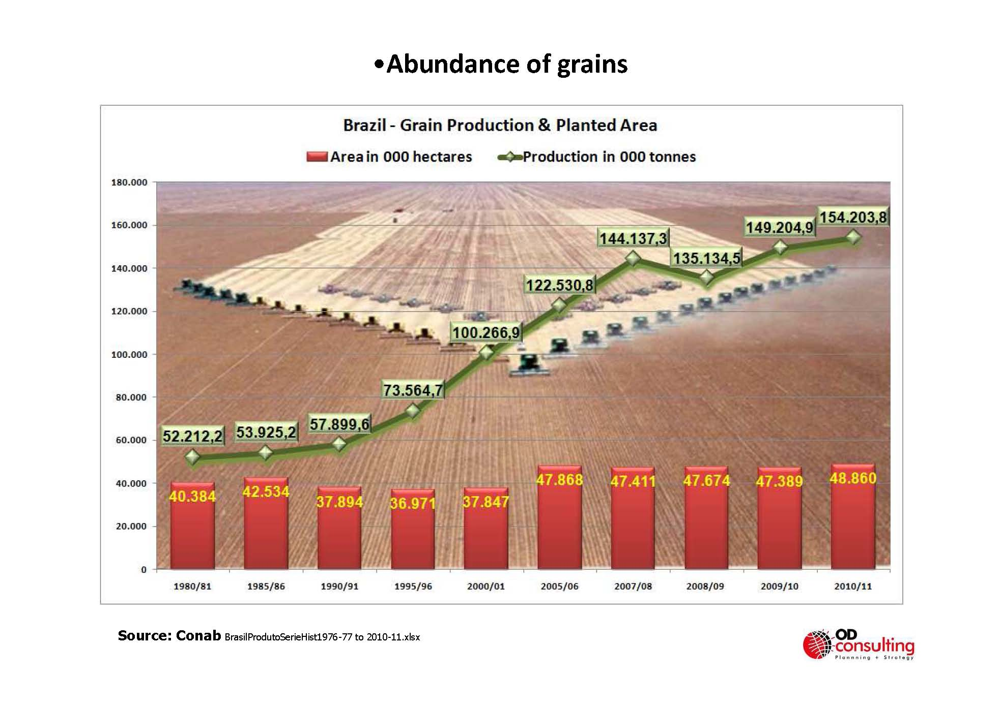 •Abundance of grains
Brazil - Grain Production & Planted Area
Area in 000 hectares Production in 000 tonnes
180.000
160.000
140.000
120.000
100.000
80.000
60.000
40.000
20.000
0
52.212,2 53.925,2 57.899,6 73.564,7 100.266,9 122.530,8 144.137,3 135.134,5 149.204,9 154.203,8
40.384 42.534 37.894 36.971 37.847 47.868 47.411 47.674 47.389 48.860
1980/81 1985/86 1990/91 1995/96 2000/01 2005/06 2007/08 2008/09 2009/10 2010/11
Source: Conab BrasilProdutoSerieHist1976-77 to 2010-11.xlsx
OD
consulting
Plannning + Strategy